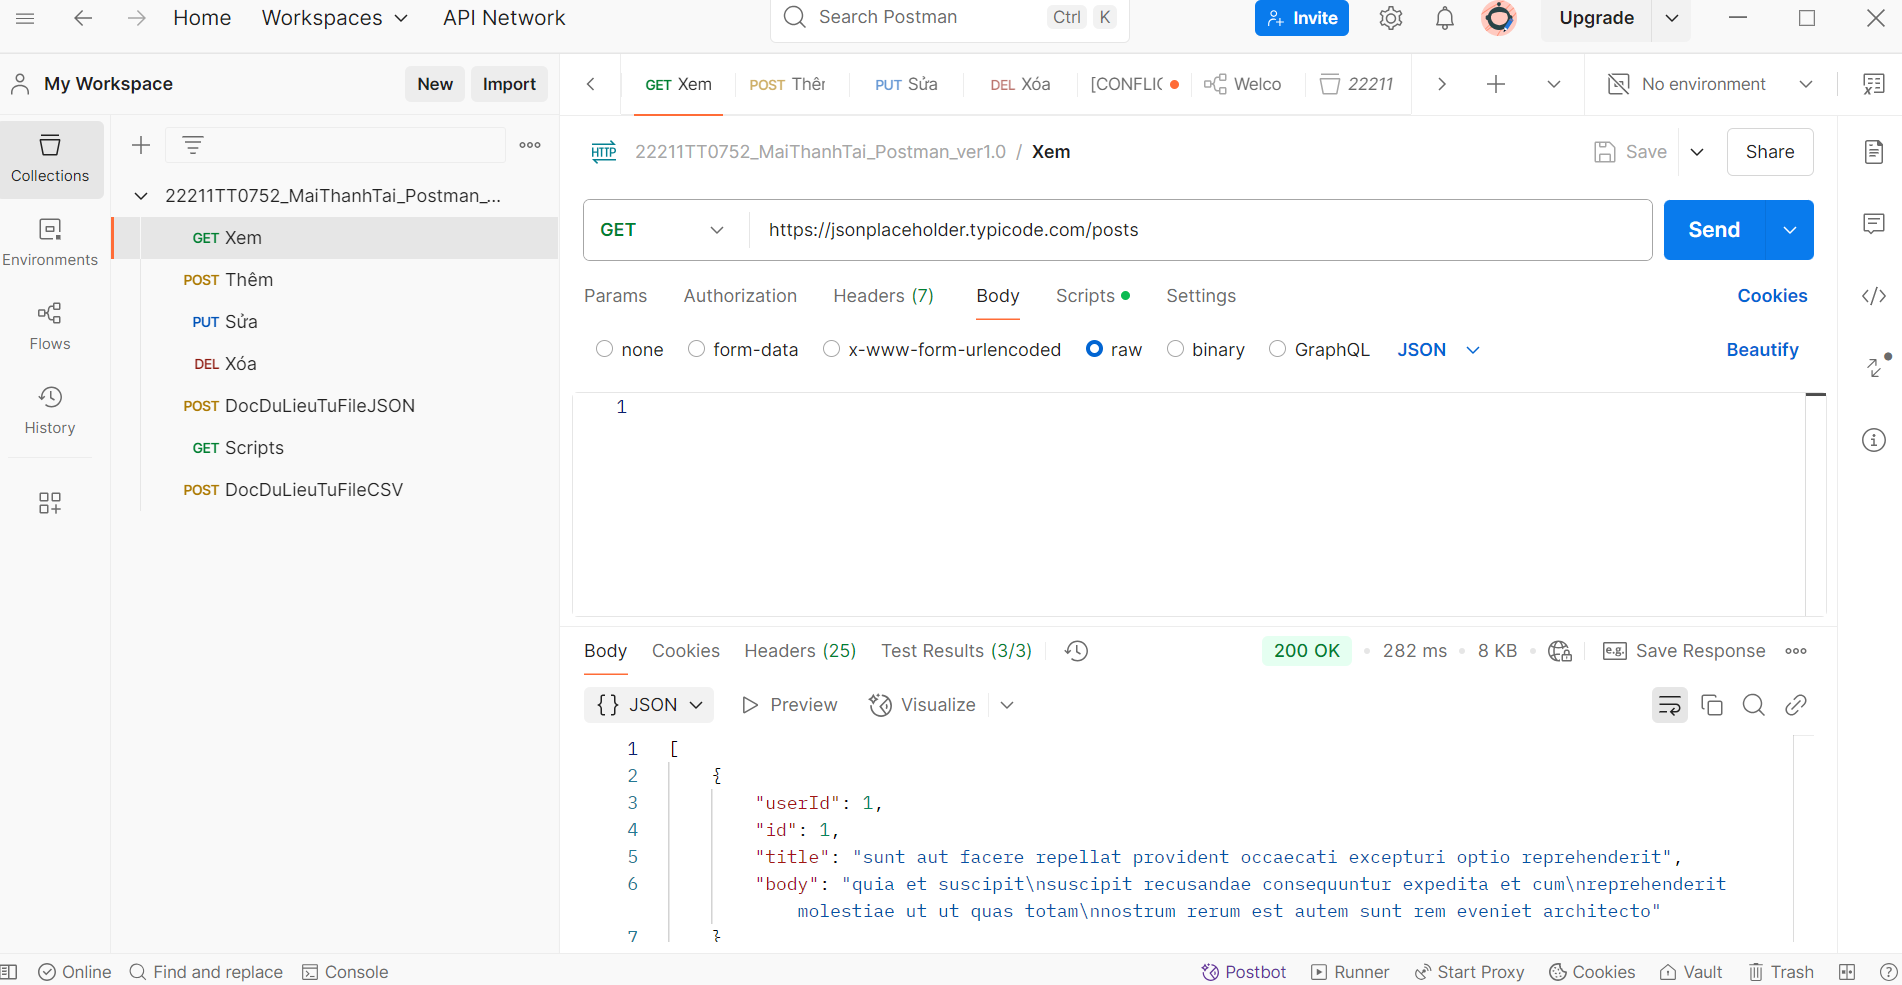 Home Workspaces API Network Search Postman Ctrl K Invite Upgrade
My Workspace New Import GET Xem POST Thêr PUT Sửa DEL Xóa [CONFLIC Welco 22211 No environment
Collections
Environments
Flows
History
22211TT0752_MaiThanhTai_Postman_...
GET Xem
POST Thêm
PUT Sửa
DEL Xóa
POST DocDuLieuTuFileJSON
GET Scripts
POST DocDuLieuTuFileCSV
HTTP 22211TT0752_MaiThanhTai_Postman_ver1.0 / Xem Save Share
GET https://jsonplaceholder.typicode.com/posts Send
Params Authorization Headers (7) Body Scripts Settings Cookies
none form-data x-www-form-urlencoded raw binary GraphQL JSON Beautify
1
Body Cookies Headers (25) Test Results (3/3) 200 OK • 282 ms • 8 KB • e.g. Save Response
{} JSON Preview Visualize
1 [
2 {
3 "userId": 1,
4 "id": 1,
5 "title": "sunt aut facere repellat provident occaecati excepturi optio reprehenderit",
6 "body": "quia et suscipit\nsuscipit recusandae consequuntur expedita et cum\nreprehenderit
molestiae ut ut quas totam\nnostrum rerum est autem sunt rem eveniet architecto"
7 }
Online Find and replace Console Postbot Runner Start Proxy Cookies Vault Trash